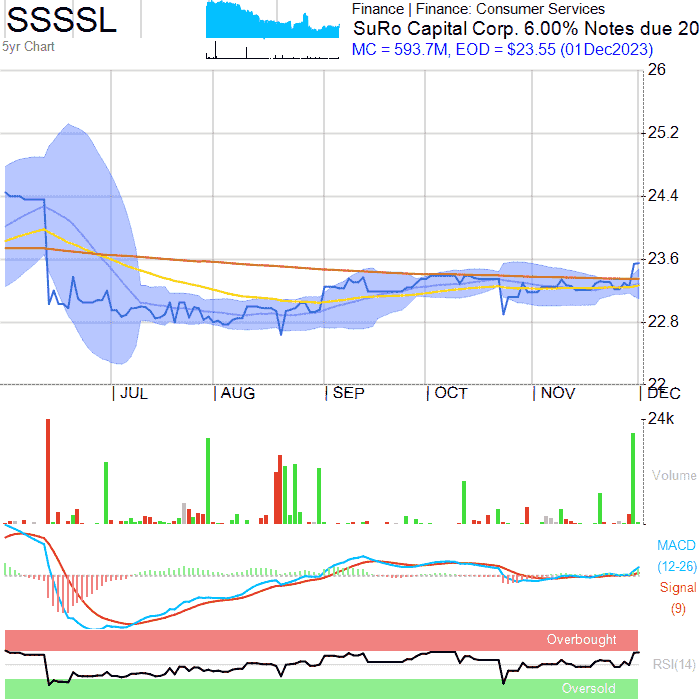 SSSSL
5yr Chart
Finance | Finance: Consumer Services
SuRo Capital Corp. 6.00% Notes due 20
MC = 593.7M, EOD = $23.55 (01Dec2023)
26
25.2
24.4
23.6
22.8
22
JUL AUG SEP OCT NOV DEC
24k
Volume
MACD
(12-26)
Signal
(9)
Overbought
RSI(14)
Oversold